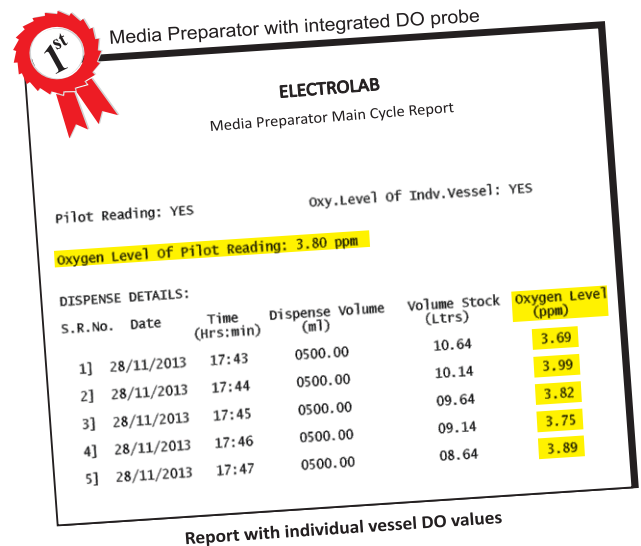 1st
Media Preparator with integrated DO probe
ELECTROLAB
Media Preparator Main Cycle Report
Pilot Reading: YES Oxy.Level Of Indv.Vessel: YES
Oxygen Level Of Pilot Reading: 3.80 ppm
DISPENSE DETAILS:
S.R.No. Date Time (Hrs:min) Dispense Volume (ml) Volume Stock (Ltrs) Oxygen Level (ppm)
1] 28/11/2013 17:43 0500.00 10.64 3.69
2] 28/11/2013 17:44 0500.00 10.14 3.99
3] 28/11/2013 17:45 0500.00 09.64 3.82
4] 28/11/2013 17:46 0500.00 09.14 3.75
5] 28/11/2013 17:47 0500.00 08.64 3.89
Report with individual vessel DO values